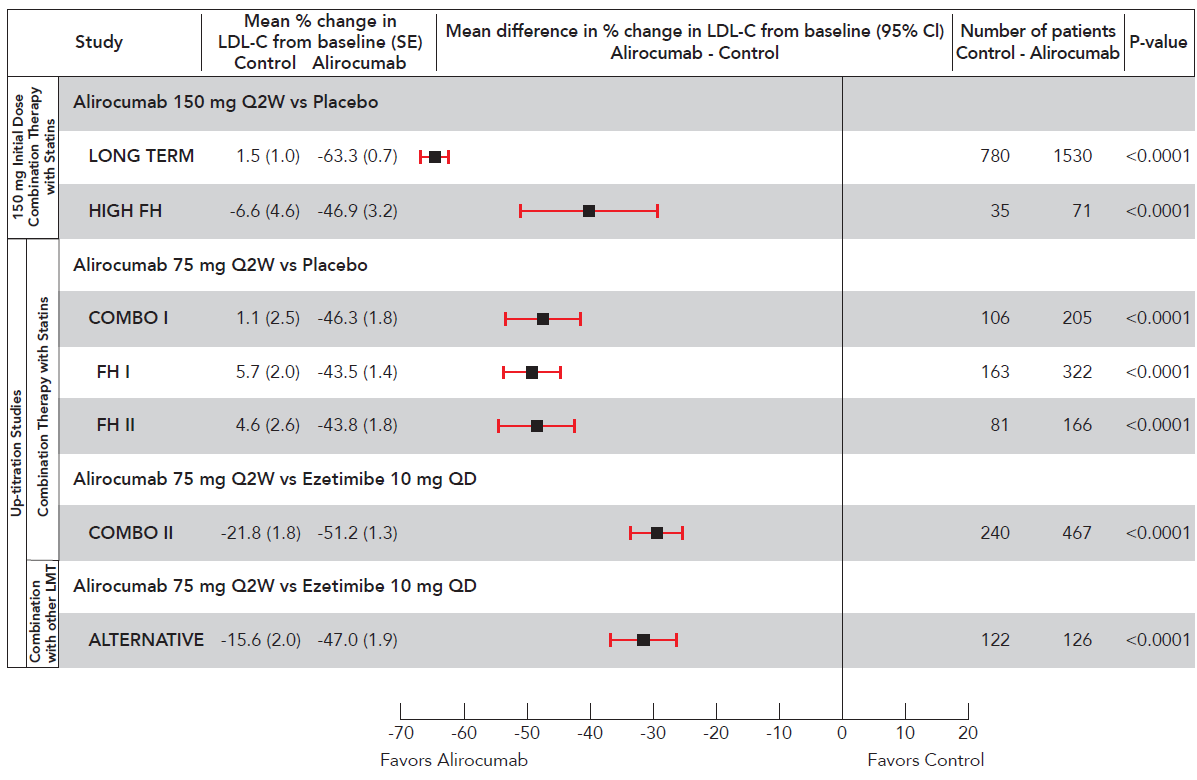 Study
Mean % change in
LDL-C from baseline (SE)
Control Alirocumab
Mean difference in % change in LDL-C from baseline (95% CI)
Alirocumab - Control
Number of patients
Control - Alirocumab
P-value
150 mg Initial Dose
Combination Therapy
with Statins
Alirocumab 150 mg Q2W vs Placebo
LONG TERM 1.5 (1.0) -63.3 (0.7) 780 1530 <0.0001
HIGH FH -6.6 (4.6) -46.9 (3.2) 35 71 <0.0001
Up-titration Studies
Combination Therapy with Statins
Alirocumab 75 mg Q2W vs Placebo
COMBO I 1.1 (2.5) -46.3 (1.8) 106 205 <0.0001
FH I 5.7 (2.0) -43.5 (1.4) 163 322 <0.0001
FH II 4.6 (2.6) -43.8 (1.8) 81 166 <0.0001
Alirocumab 75 mg Q2W vs Ezetimibe 10 mg QD
COMBO II -21.8 (1.8) -51.2 (1.3) 240 467 <0.0001
Combination
with other LMT
Alirocumab 75 mg Q2W vs Ezetimibe 10 mg QD
ALTERNATIVE -15.6 (2.0) -47.0 (1.9) 122 126 <0.0001
-70 -60 -50 -40 -30 -20 -10 0 10 20
Favors Alirocumab Favors Control